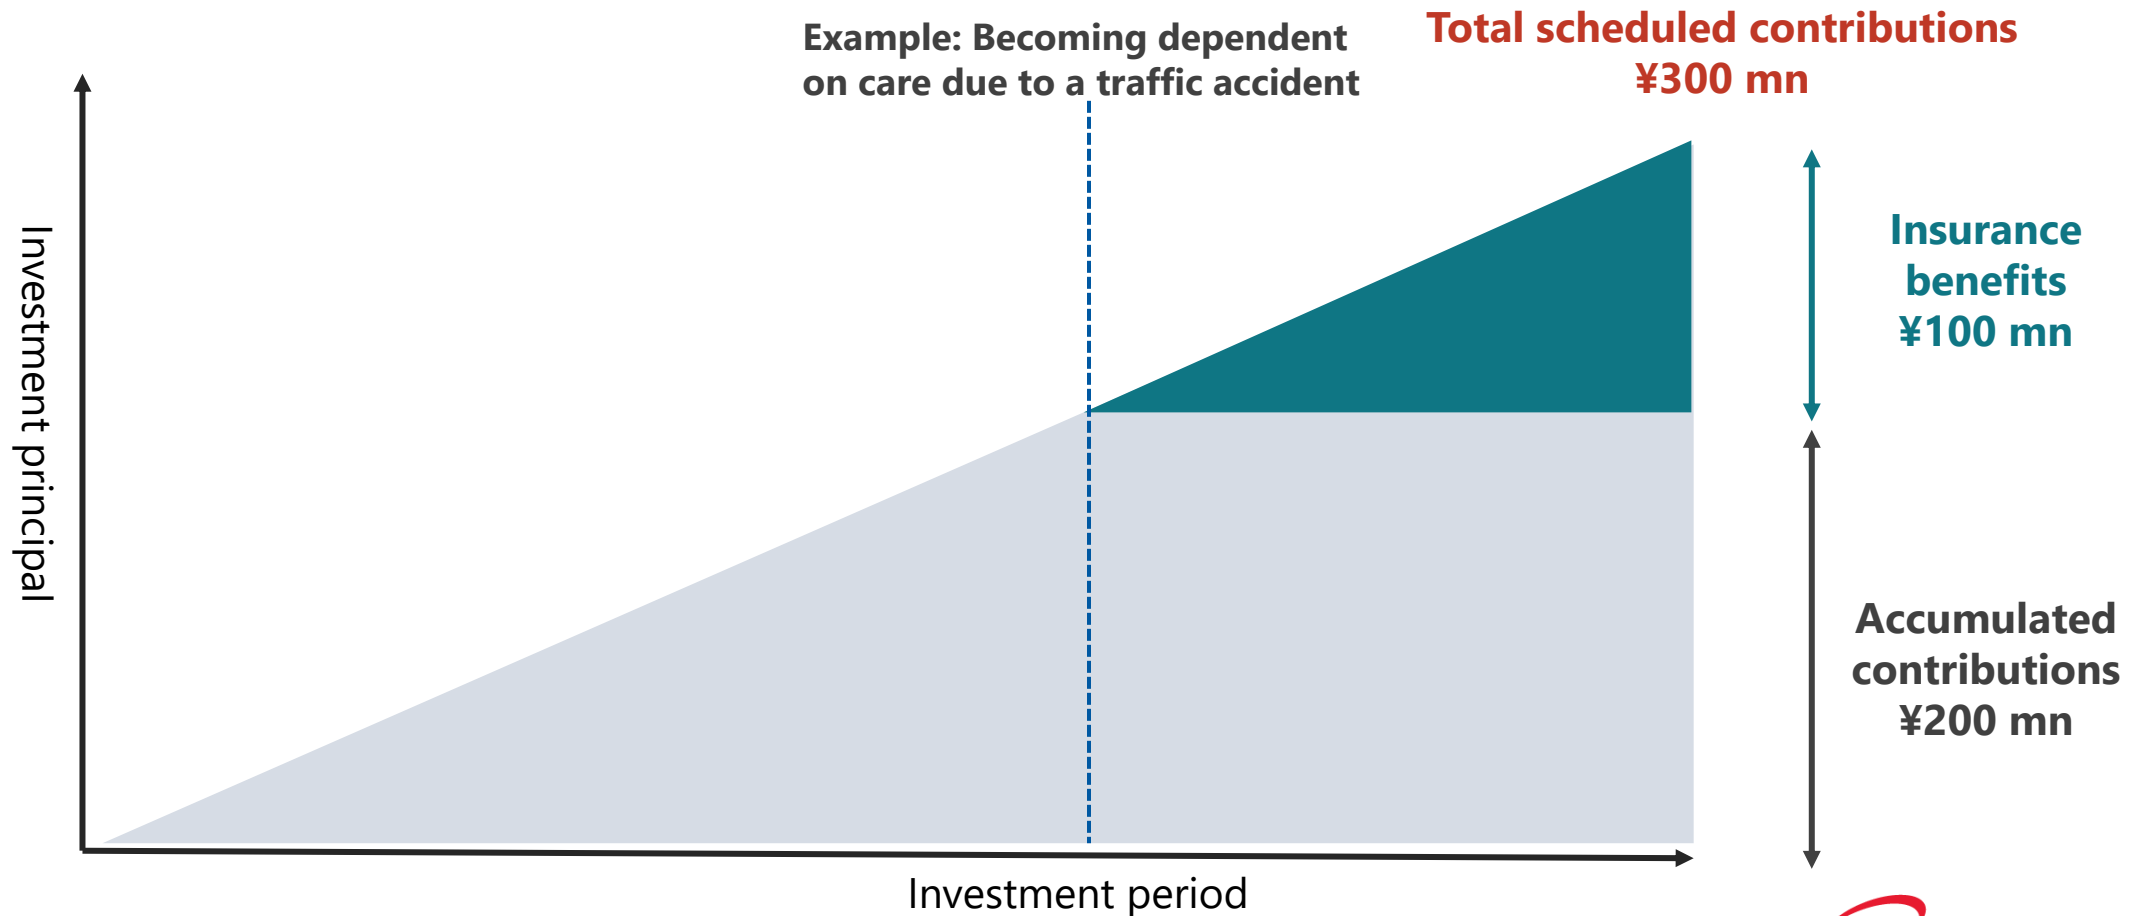 Example: Becoming dependent
on care due to a traffic accident
Total scheduled contributions
¥300 mn
Investment principal
Insurance
benefits
¥100 mn
Accumulated
contributions
¥200 mn
Investment period